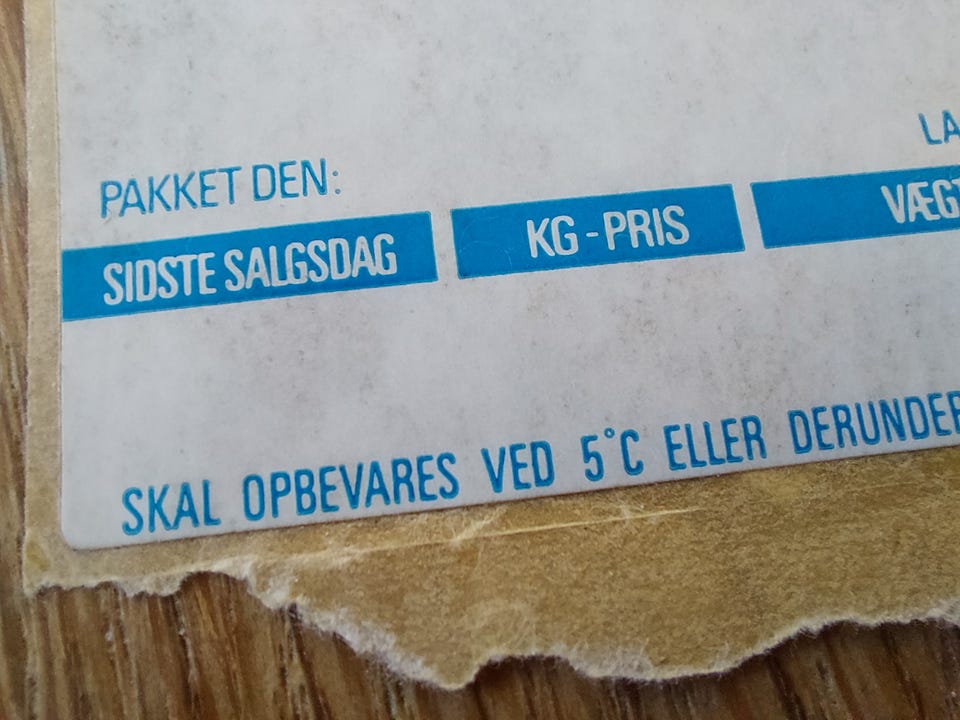 PAKKET DEN:
SIDSTE SALGSDAG KG-PRIS
SKAL OPBEVARES VED 5°C ELLER DERUNDER